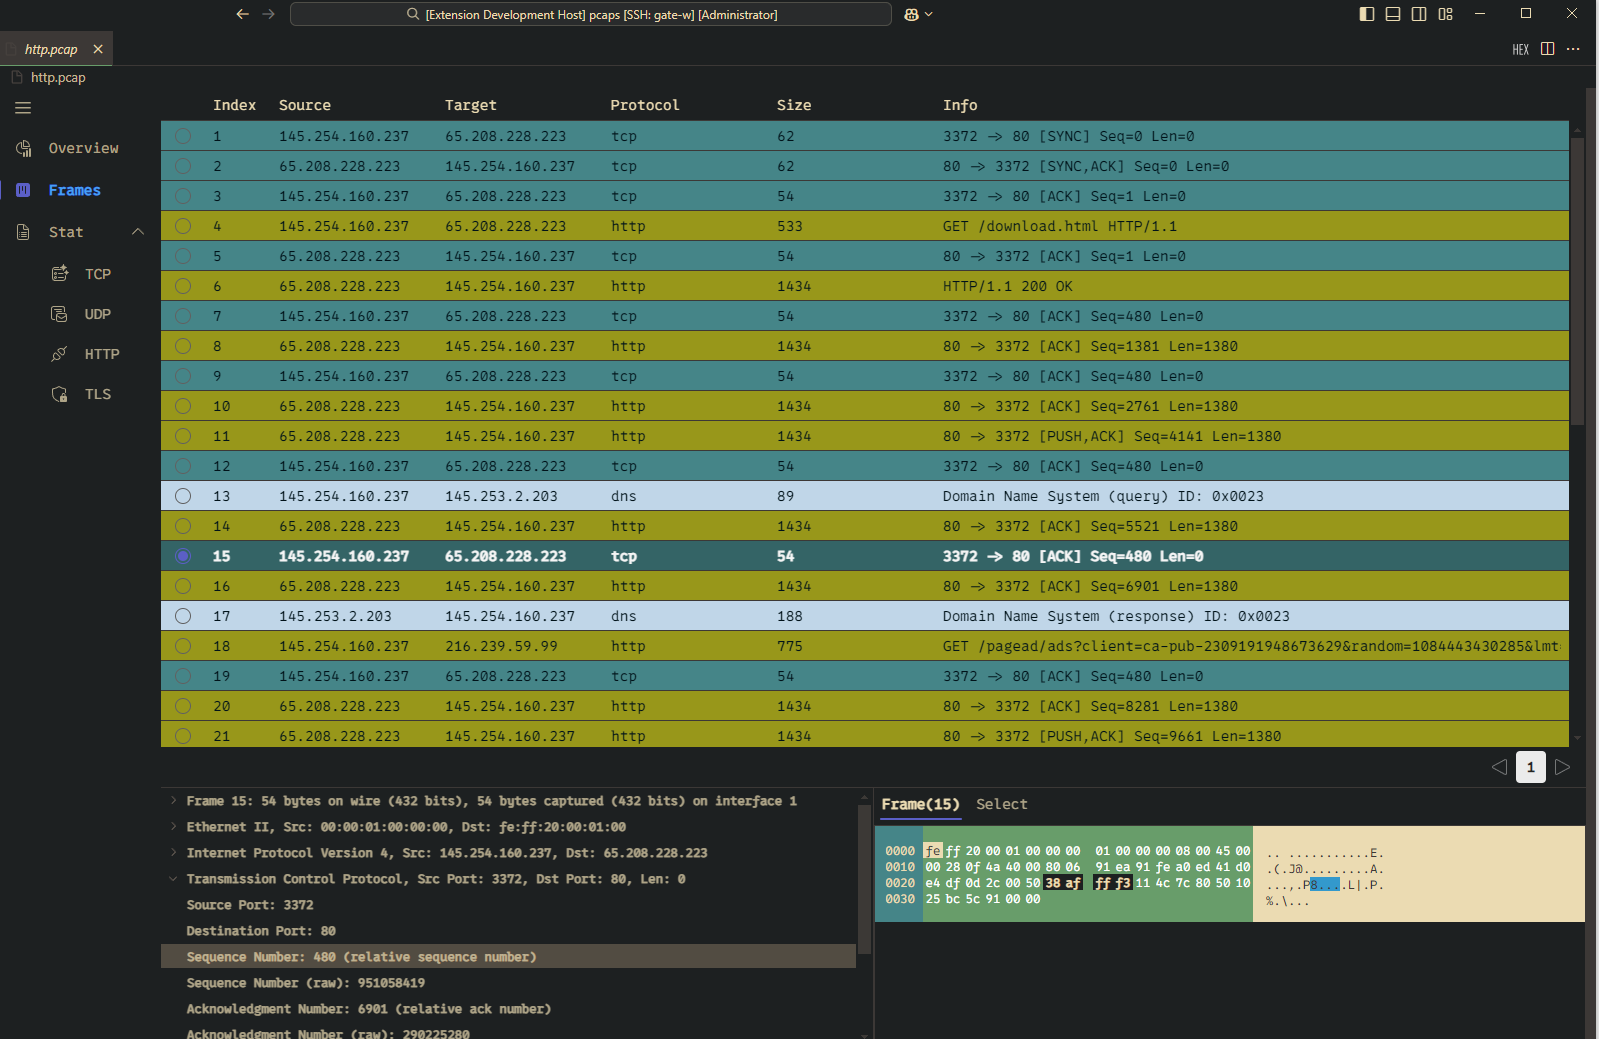 [Extension Development Host] pcaps [SSH: gate-w] [Administrator]
http.pcap
HEX
http.pcap
Overview
Frames
Stat
TCP
UDP
HTTP
TLS
Index Source Target Protocol Size Info
1 145.254.160.237 65.208.228.223 tcp 62 3372 -> 80 [SYNC] Seq=0 Len=0
2 65.208.228.223 145.254.160.237 tcp 62 80 -> 3372 [SYNC,ACK] Seq=0 Len=0
3 145.254.160.237 65.208.228.223 tcp 54 3372 -> 80 [ACK] Seq=1 Len=0
4 145.254.160.237 65.208.228.223 http 533 GET /download.html HTTP/1.1
5 65.208.228.223 145.254.160.237 tcp 54 80 -> 3372 [ACK] Seq=1 Len=0
6 65.208.228.223 145.254.160.237 http 1434 HTTP/1.1 200 OK
7 145.254.160.237 65.208.228.223 tcp 54 3372 -> 80 [ACK] Seq=480 Len=0
8 65.208.228.223 145.254.160.237 http 1434 80 -> 3372 [ACK] Seq=1381 Len=1380
9 145.254.160.237 65.208.228.223 tcp 54 3372 -> 80 [ACK] Seq=480 Len=0
10 65.208.228.223 145.254.160.237 http 1434 80 -> 3372 [ACK] Seq=2761 Len=1380
11 65.208.228.223 145.254.160.237 http 1434 80 -> 3372 [PUSH,ACK] Seq=4141 Len=1380
12 145.254.160.237 65.208.228.223 tcp 54 3372 -> 80 [ACK] Seq=480 Len=0
13 145.254.160.237 145.253.2.203 dns 89 Domain Name System (query) ID: 0x0023
14 65.208.228.223 145.254.160.237 http 1434 80 -> 3372 [ACK] Seq=5521 Len=1380
15 145.254.160.237 65.208.228.223 tcp 54 3372 -> 80 [ACK] Seq=480 Len=0
16 65.208.228.223 145.254.160.237 http 1434 80 -> 3372 [ACK] Seq=6901 Len=1380
17 145.253.2.203 145.254.160.237 dns 188 Domain Name System (response) ID: 0x0023
18 145.254.160.237 216.239.59.99 http 775 GET /pagead/ads?client=ca-pub-2309191948673629&random=1084443430285&lmt=
19 145.254.160.237 65.208.228.223 tcp 54 3372 -> 80 [ACK] Seq=480 Len=0
20 65.208.228.223 145.254.160.237 http 1434 80 -> 3372 [ACK] Seq=8281 Len=1380
21 65.208.228.223 145.254.160.237 http 1434 80 -> 3372 [PUSH,ACK] Seq=9661 Len=1380
1
Frame 15: 54 bytes on wire (432 bits), 54 bytes captured (432 bits) on interface 1
Ethernet II, Src: 00:00:01:00:00:00, Dst: fe:ff:20:00:01:00
Internet Protocol Version 4, Src: 145.254.160.237, Dst: 65.208.228.223
Transmission Control Protocol, Src Port: 3372, Dst Port: 80, Len: 0
Source Port: 3372
Destination Port: 80
Sequence Number: 480 (relative sequence number)
Sequence Number (raw): 951058419
Acknowledgment Number: 6901 (relative ack number)
Acknowledgment Number (raw): 290225280
Frame(15) Select
0000 fe ff 20 00 01 00 00 00 01 00 00 00 08 00 45 00 .. ...........E.
0010 00 28 0f 4a 40 00 80 06 91 ea 91 fe a0 ed 41 d0 .(.J@.........A.
0020 e4 df 0d 2c 00 50 38 af ff f3 11 4c 7c 80 50 10 ...,.P8....L|.P.
0030 25 bc 5c 91 00 00 %.\...